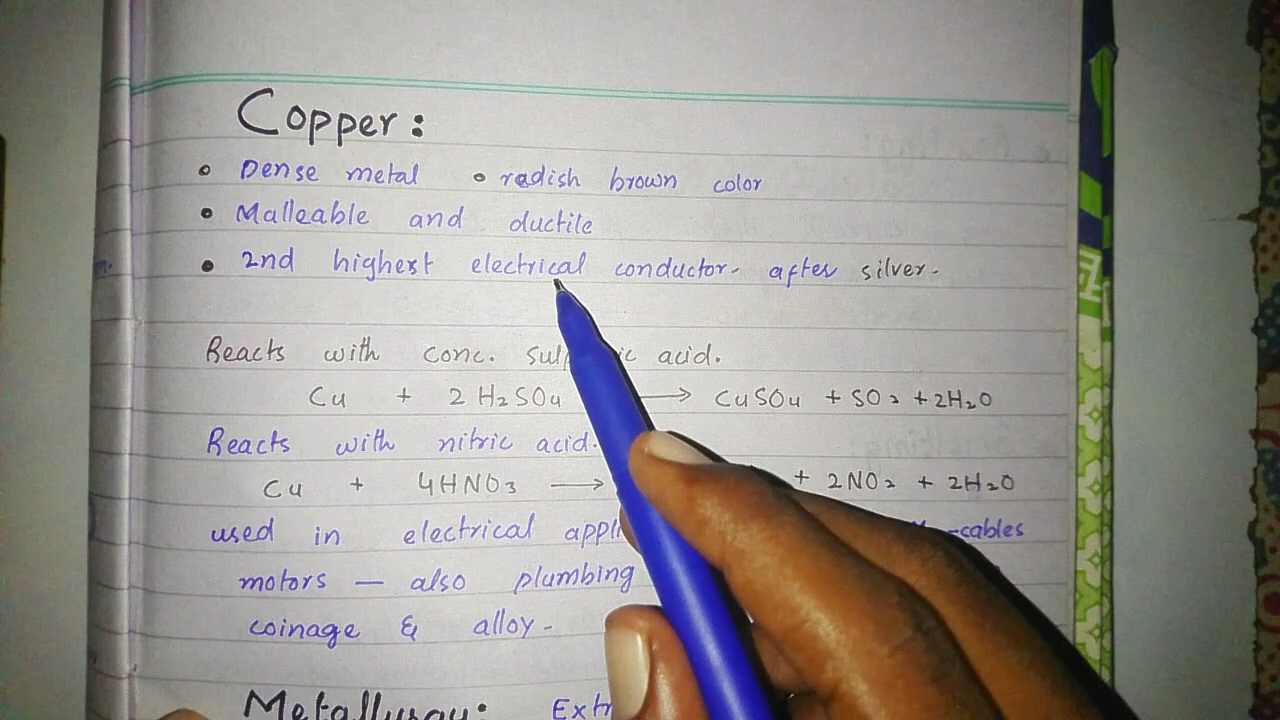 Copper:
• Dense metal • radish brown color
• Malleable and ductile
• 2nd highest electrical conductor- after silver-
Reacts with conc. acid.
Cu + 2 H₂SO₄ → CuSO₄ + SO₂ + 2H₂O
Reacts with nitric acid.
Cu + 4HNO₃ → + 2NO₂ + 2H₂O
used in electrical -cables
motors — also plumbing
coinage & alloy-
Metallurgy: